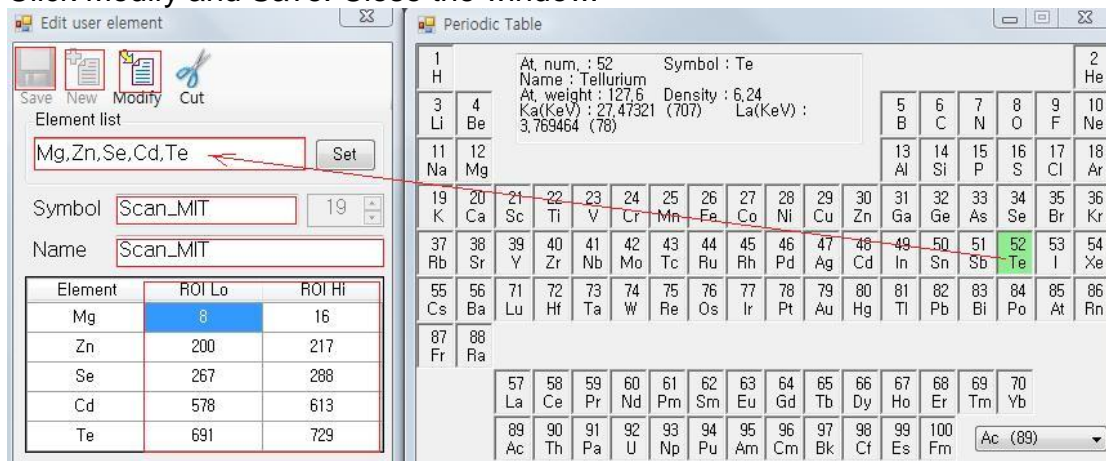 Click Modify and Save. Close the window.
Edit user element
Save New Modify Cut
Element list
Mg,Zn,Se,Cd,Te Set
Symbol Scan_MIT 19
Name Scan_MIT
Element ROI Lo ROI Hi
Mg 8 16
Zn 200 217
Se 267 288
Cd 578 613
Te 691 729
Periodic Table
At, num, : 52 Symbol : Te
Name : Tellurium
At, weight : 127,6 Density : 6,24
Ka(KeV) : 27,47321 (707) La(KeV) :
3,769464 (78)
1 2
H He
3 4 5 6 7 8 9 10
Li Be B C N O F Ne
11 12 13 14 15 16 17 18
Na Mg Al Si P S Cl Ar
19 20 21 22 23 24 25 26 27 28 29 30 31 32 33 34 35 36
K Ca Sc Ti V Cr Mn Fe Co Ni Cu Zn Ga Ge As Se Br Kr
37 38 39 40 41 42 43 44 45 46 47 48 49 50 51 52 53 54
Rb Sr Y Zr Nb Mo Tc Ru Rh Pd Ag Cd In Sn Sb Te I Xe
55 56 71 72 73 74 75 76 77 78 79 80 81 82 83 84 85 86
Cs Ba Lu Hf Ta W Re Os Ir Pt Au Hg Tl Pb Bi Po At Rn
87 88
Fr Ra
57 58 59 60 61 62 63 64 65 66 67 68 69 70
La Ce Pr Nd Pm Sm Eu Gd Tb Dy Ho Er Tm Yb
89 90 91 92 93 94 95 96 97 98 99 100
Ac Th Pa U Np Pu Am Cm Bk Cf Es Fm
Ac (89)